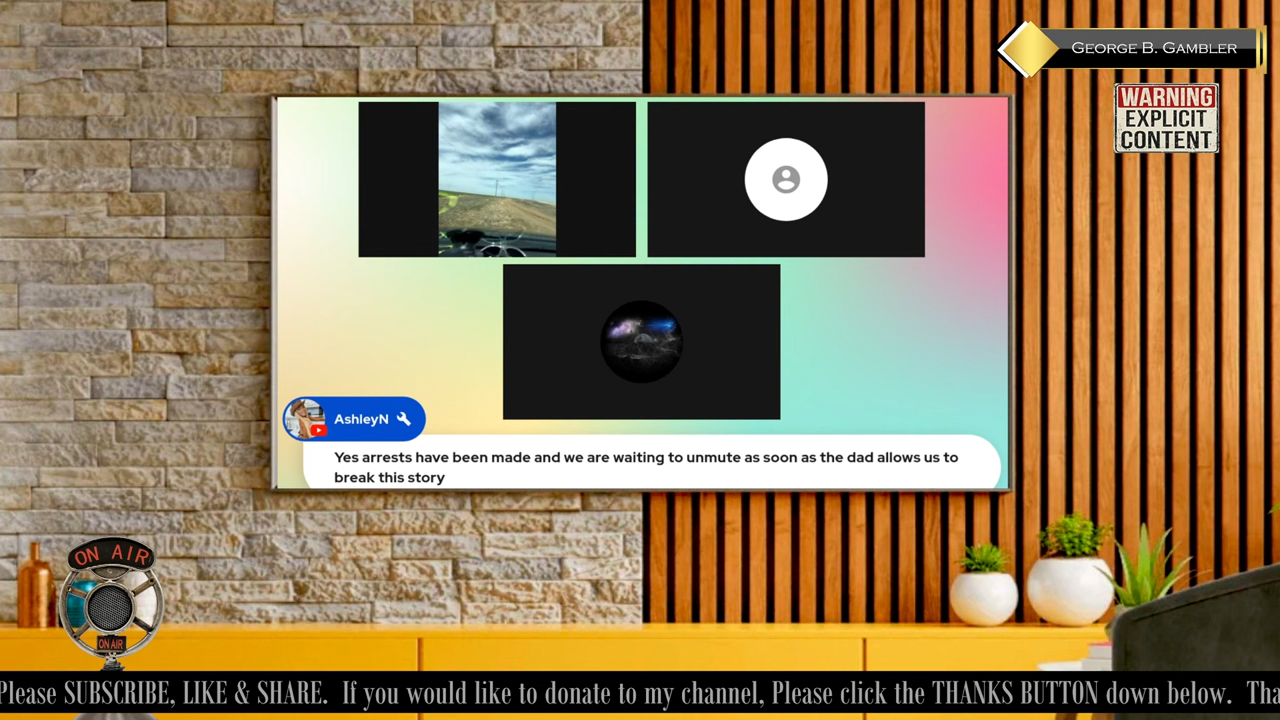 GEORGE B. GAMBLER
WARNING
EXPLICIT
CONTENT
AshleyN
Yes arrests have been made and we are waiting to unmute as soon as the dad allows us to
break this story
ON AIR
ON AIR
Please SUBSCRIBE, LIKE & SHARE. If you would like to donate to my channel, Please click the THANKS BUTTON down below. Tha